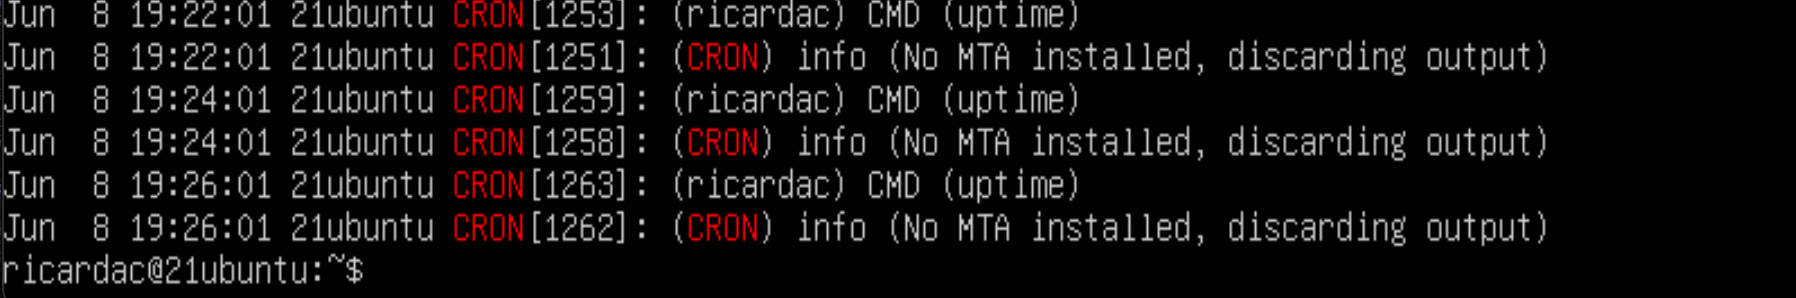 Jun  8 19:22:01 21ubuntu CRON[1253]: (ricardac) CMD (uptime)
Jun  8 19:22:01 21ubuntu CRON[1251]: (CRON) info (No MTA installed, discarding output)
Jun  8 19:24:01 21ubuntu CRON[1259]: (ricardac) CMD (uptime)
Jun  8 19:24:01 21ubuntu CRON[1258]: (CRON) info (No MTA installed, discarding output)
Jun  8 19:26:01 21ubuntu CRON[1263]: (ricardac) CMD (uptime)
Jun  8 19:26:01 21ubuntu CRON[1262]: (CRON) info (No MTA installed, discarding output)
ricardac@21ubuntu:~$